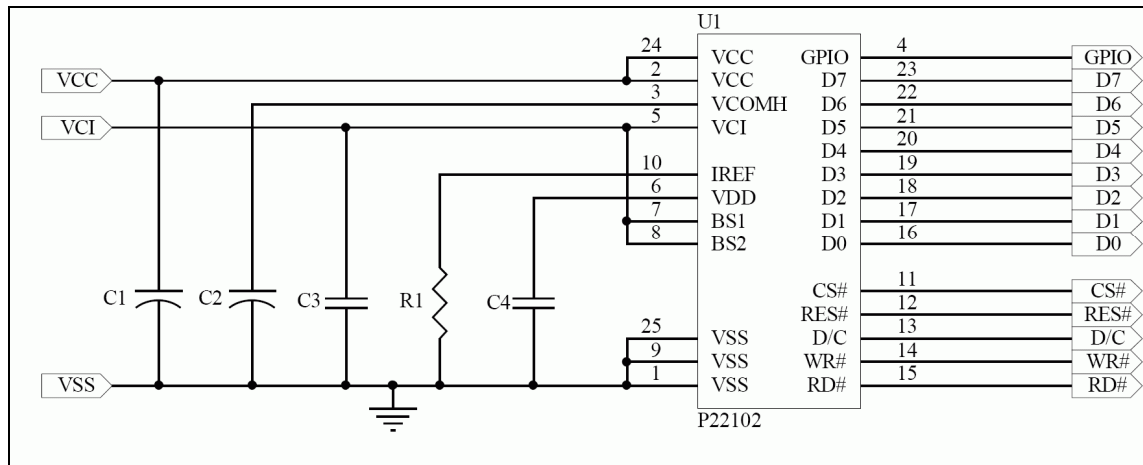 U1
24 VCC GPIO 4 GPIO
VCC 2 VCC D7 23 D7
3 VCOMH D6 22 D6
VCI 5 VCI D5 21 D5
D4 20 D4
10 IREF D3 19 D3
6 VDD D2 18 D2
7 BS1 D1 17 D1
8 BS2 D0 16 D0
C1 C2 C3 R1 C4
CS# 11 CS#
RES# 12 RES#
25 VSS D/C 13 D/C
9 VSS WR# 14 WR#
VSS 1 VSS RD# 15 RD#
P22102